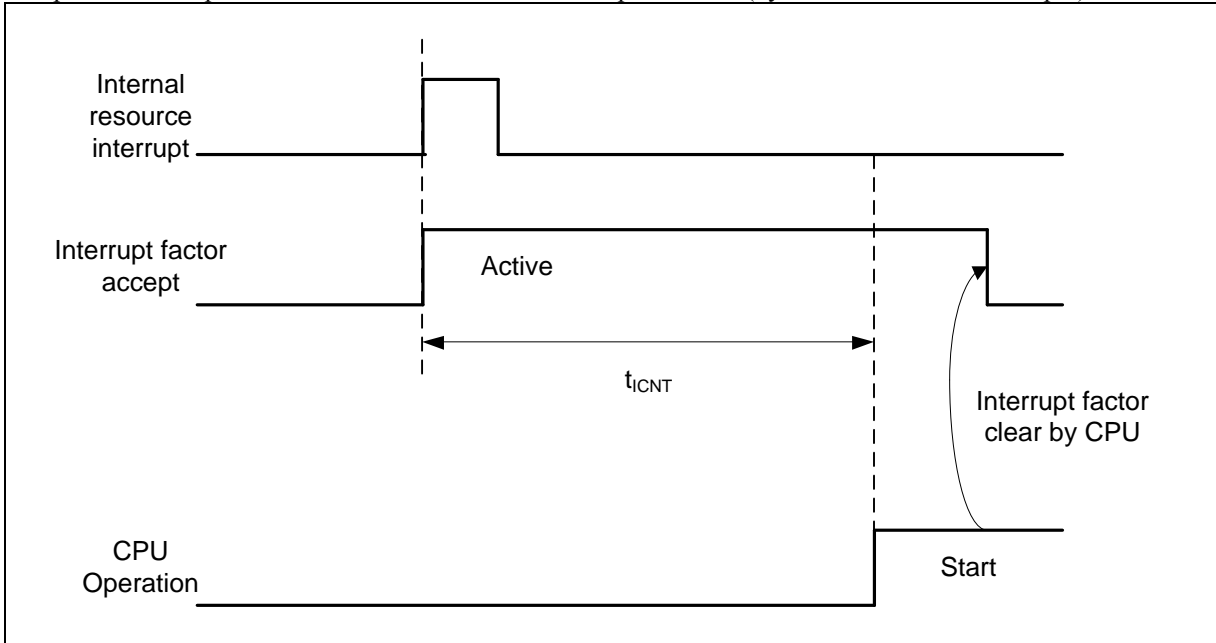 Internal
resource
interrupt
Interrupt factor
accept
Active
tICNT
Interrupt factor
clear by CPU
CPU
Operation
Start